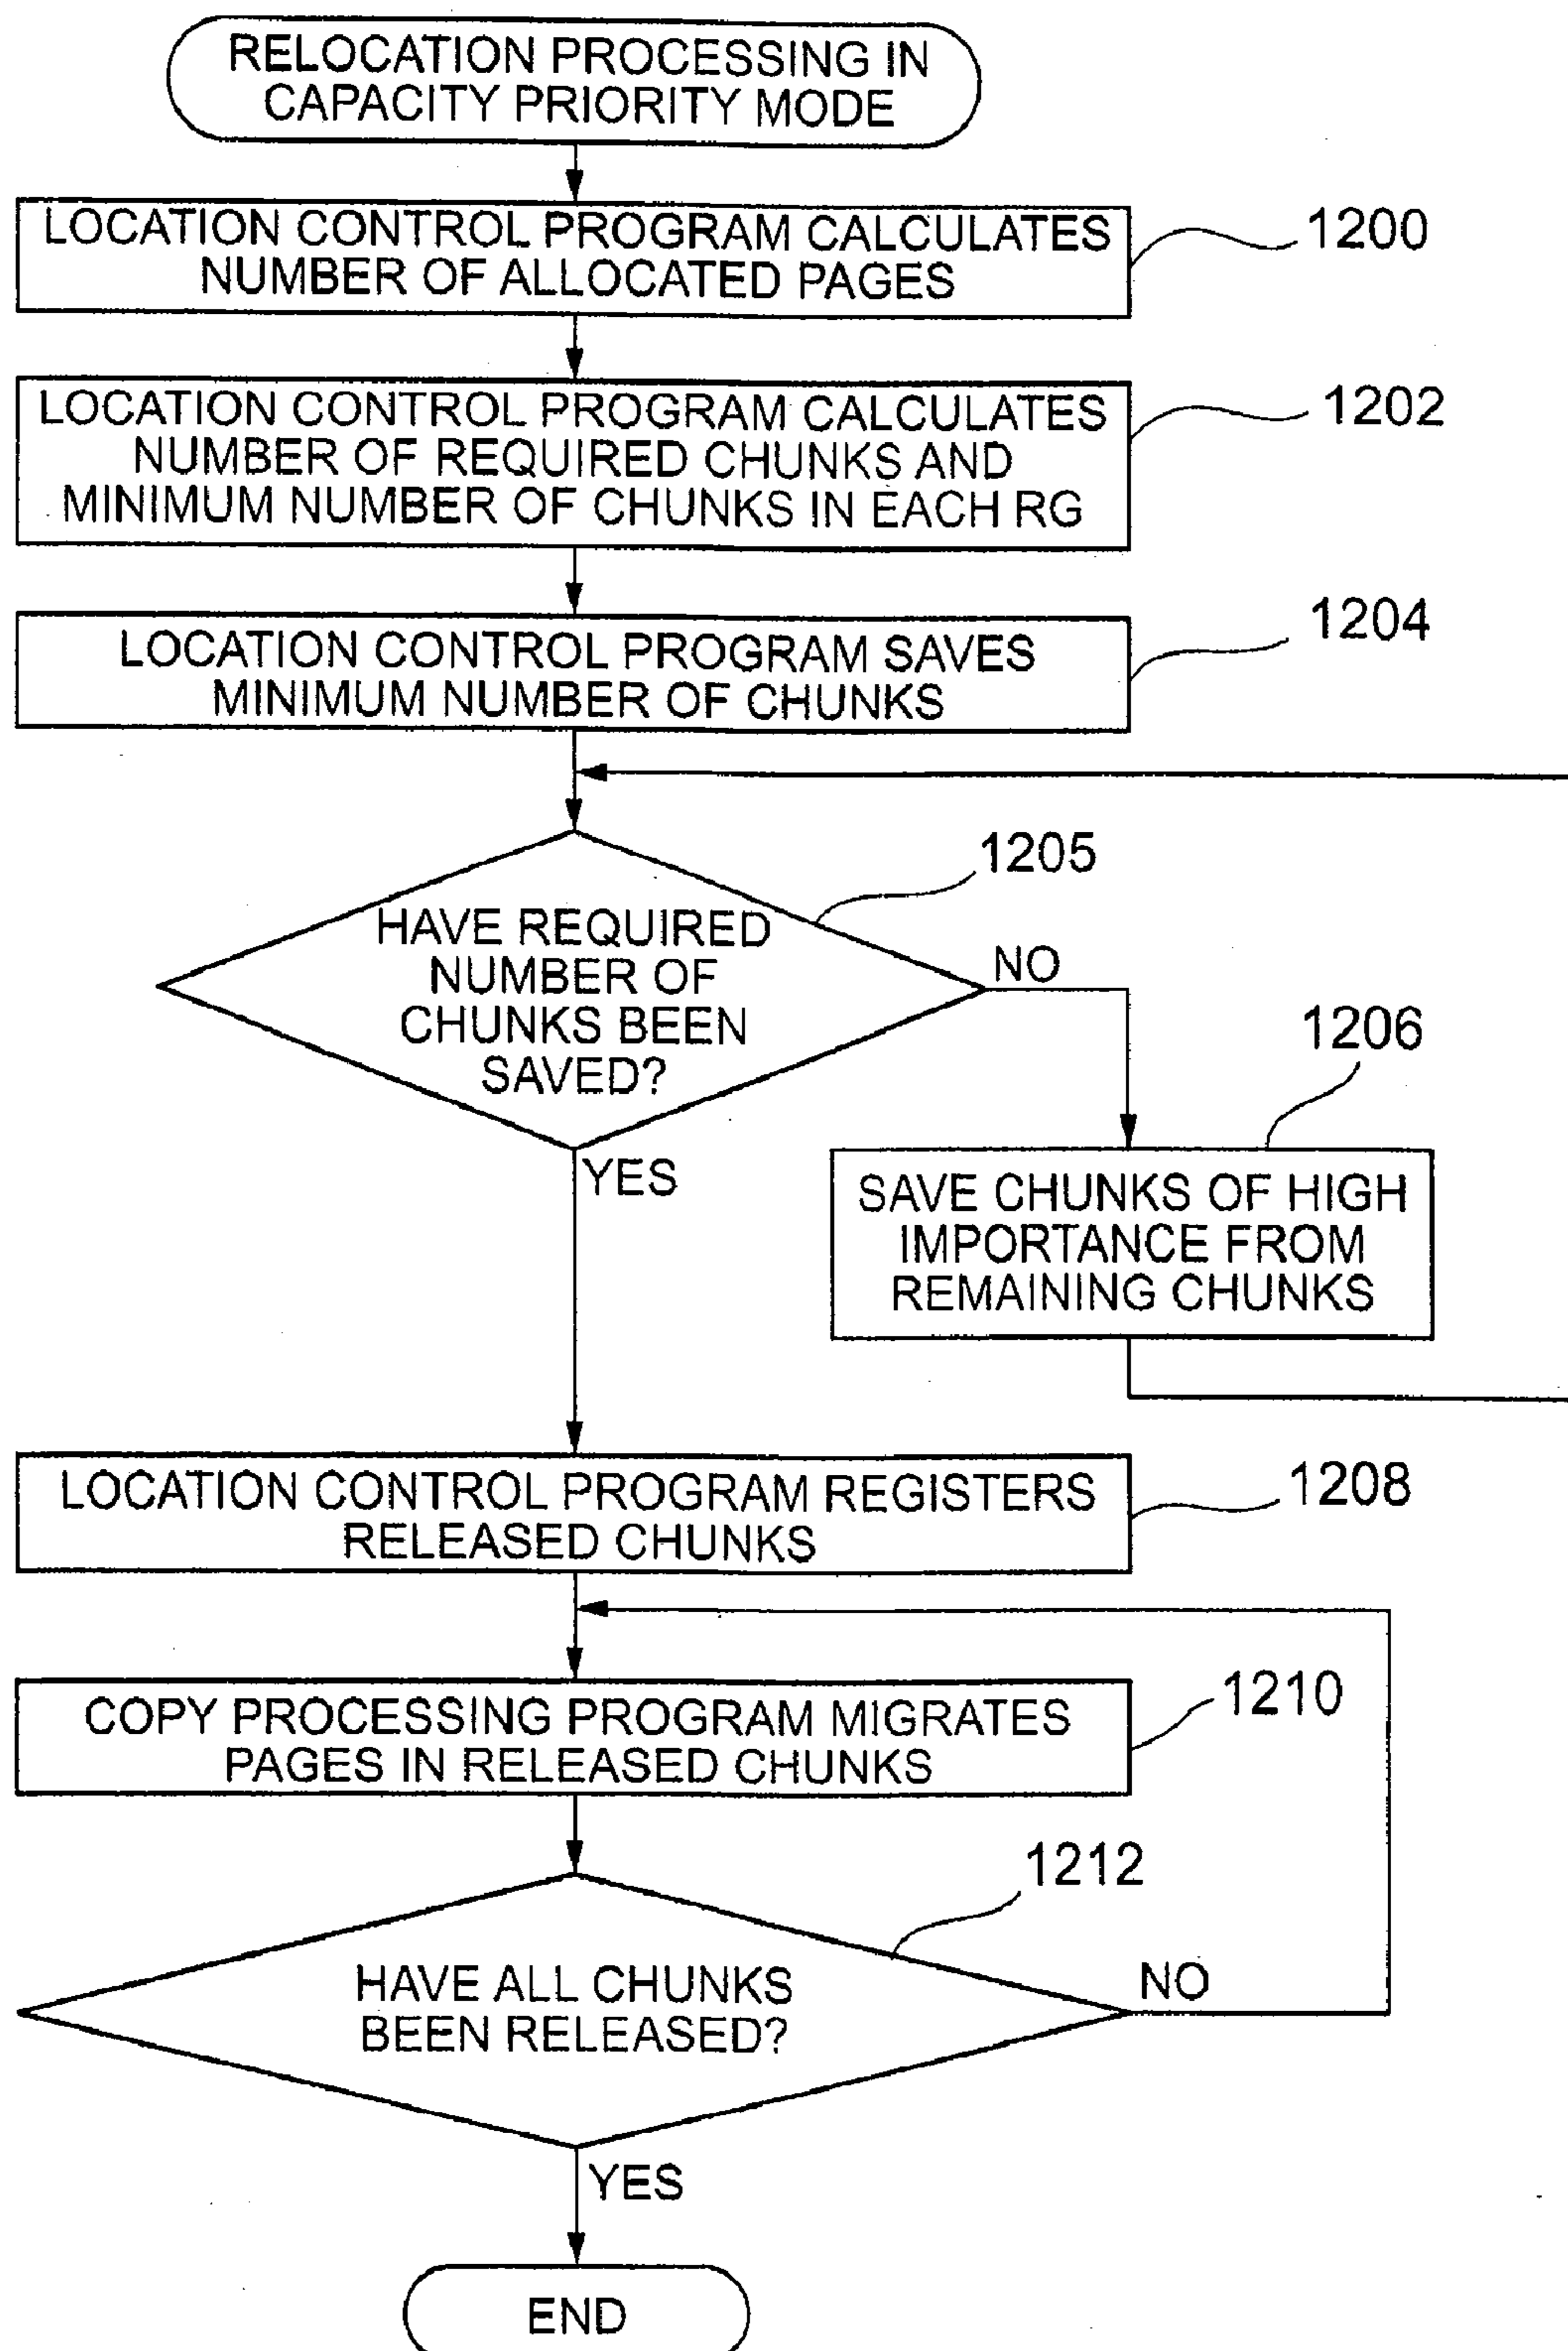 RELOCATION PROCESSING IN
CAPACITY PRIORITY MODE
LOCATION CONTROL PROGRAM CALCULATES
NUMBER OF ALLOCATED PAGES
1200
LOCATION CONTROL PROGRAM CALCULATES
NUMBER OF REQUIRED CHUNKS AND
MINIMUM NUMBER OF CHUNKS IN EACH RG
1202
LOCATION CONTROL PROGRAM SAVES
MINIMUM NUMBER OF CHUNKS
1204
1205
HAVE REQUIRED
NUMBER OF
CHUNKS BEEN
SAVED?
NO
YES
1206
SAVE CHUNKS OF HIGH
IMPORTANCE FROM
REMAINING CHUNKS
LOCATION CONTROL PROGRAM REGISTERS
RELEASED CHUNKS
1208
COPY PROCESSING PROGRAM MIGRATES
PAGES IN RELEASED CHUNKS
1210
1212
HAVE ALL CHUNKS
BEEN RELEASED?
NO
YES
END